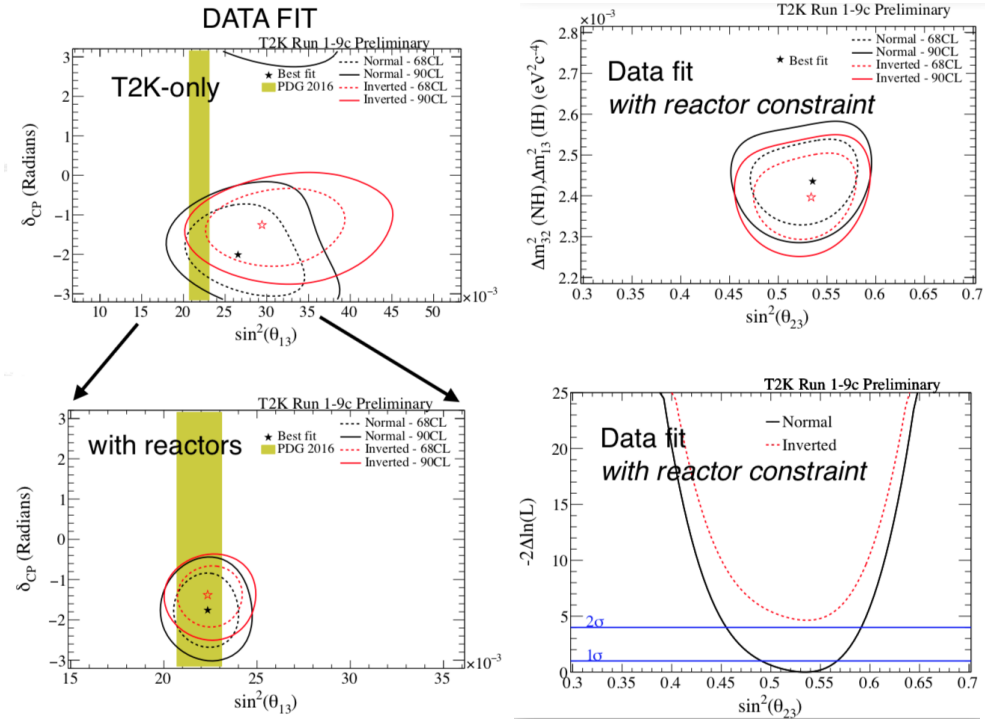 DATA FIT
T2K Run 1-9c Preliminary
T2K-only
★ Best fit
PDG 2016
Normal - 68CL
Normal - 90CL
Inverted - 68CL
Inverted - 90CL
3
2
1
0
−1
−2
−3
δCP (Radians)
10 15 20 25 30 35 40 45 50
×10−3
sin2(θ13)
T2K Run 1-9c Preliminary
×10−3
Data fit
with reactor constraint
★ Best fit
Normal - 68CL
Normal - 90CL
Inverted - 68CL
Inverted - 90CL
2.8
2.7
2.6
2.5
2.4
2.3
2.2
Δm232 (NH),Δm213 (IH) (eV2c-4)
0.3 0.35 0.4 0.45 0.5 0.55 0.6 0.65 0.7
sin2(θ23)
T2K Run 1-9c Preliminary
with reactors
★ Best fit
PDG 2016
Normal - 68CL
Normal - 90CL
Inverted - 68CL
Inverted - 90CL
3
2
1
0
−1
−2
−3
δCP (Radians)
15 20 25 30 35
×10−3
sin2(θ13)
T2K Run 1-9c Preliminary
Data fit
with reactor constraint
Normal
Inverted
25
20
15
10
5
0
-2Δln(L)
2σ
1σ
0.3 0.35 0.4 0.45 0.5 0.55 0.6 0.65 0.7
sin2(θ23)